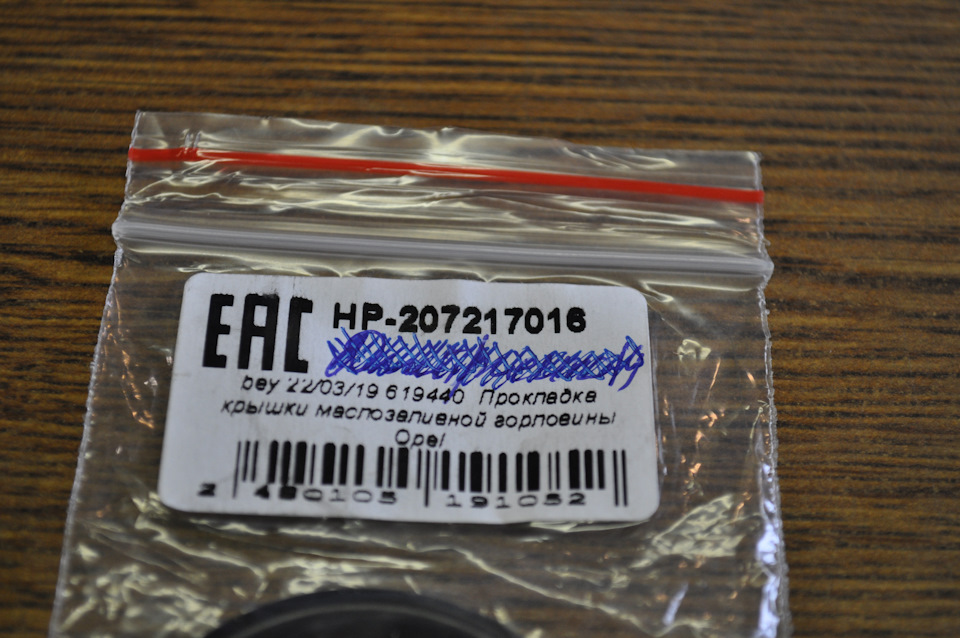 EAC HP-207217016
bey 22/03/19 619440 Прокладка
крышки маслозаливной горловины
Opel
2 480105 191052